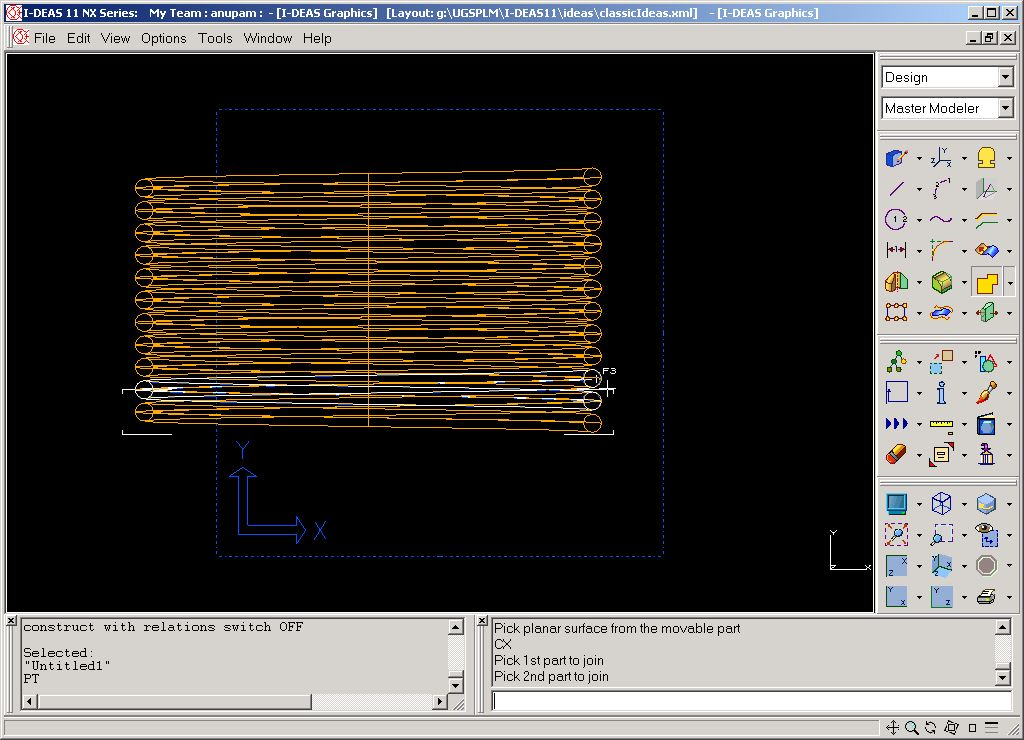 I-DEAS 11 NX Series:   My Team : anupam :  - [I-DEAS Graphics]  [Layout: g:\UGSPLM\I-DEAS11\ideas\classicIdeas.xml]   - [I-DEAS Graphics]
File Edit View Options Tools Window Help
Design
Master Modeler
F3
Y
X
Y
Z X
construct with relations switch OFF
Selected:
"Untitled1"
PT
Pick planar surface from the movable part
CX
Pick 1st part to join
Pick 2nd part to join